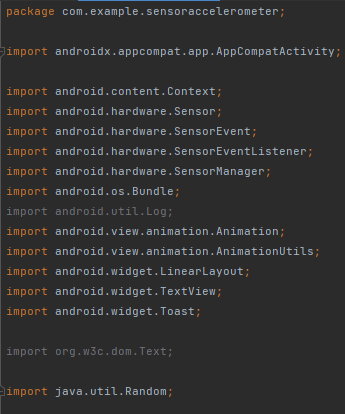 package com.example.sensoraccelerometer;
import androidx.appcompat.app.AppCompatActivity;
import android.content.Context;
import android.hardware.Sensor;
import android.hardware.SensorEvent;
import android.hardware.SensorEventListener;
import android.hardware.SensorManager;
import android.os.Bundle;
import android.util.Log;
import android.view.animation.Animation;
import android.view.animation.AnimationUtils;
import android.widget.LinearLayout;
import android.widget.TextView;
import android.widget.Toast;
import org.w3c.dom.Text;
import java.util.Random;